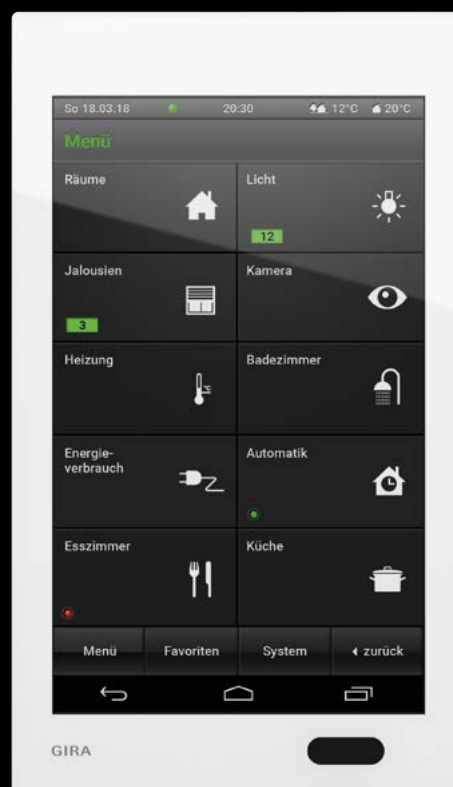 So 18.03.18 20:30 12°C 20°C
Menü
Räume
Licht
12
Jalousien
Kamera
3
Heizung
Badezimmer
Energie-
verbrauch
Automatik
Esszimmer
Küche
Menü Favoriten System zurück
GIRA